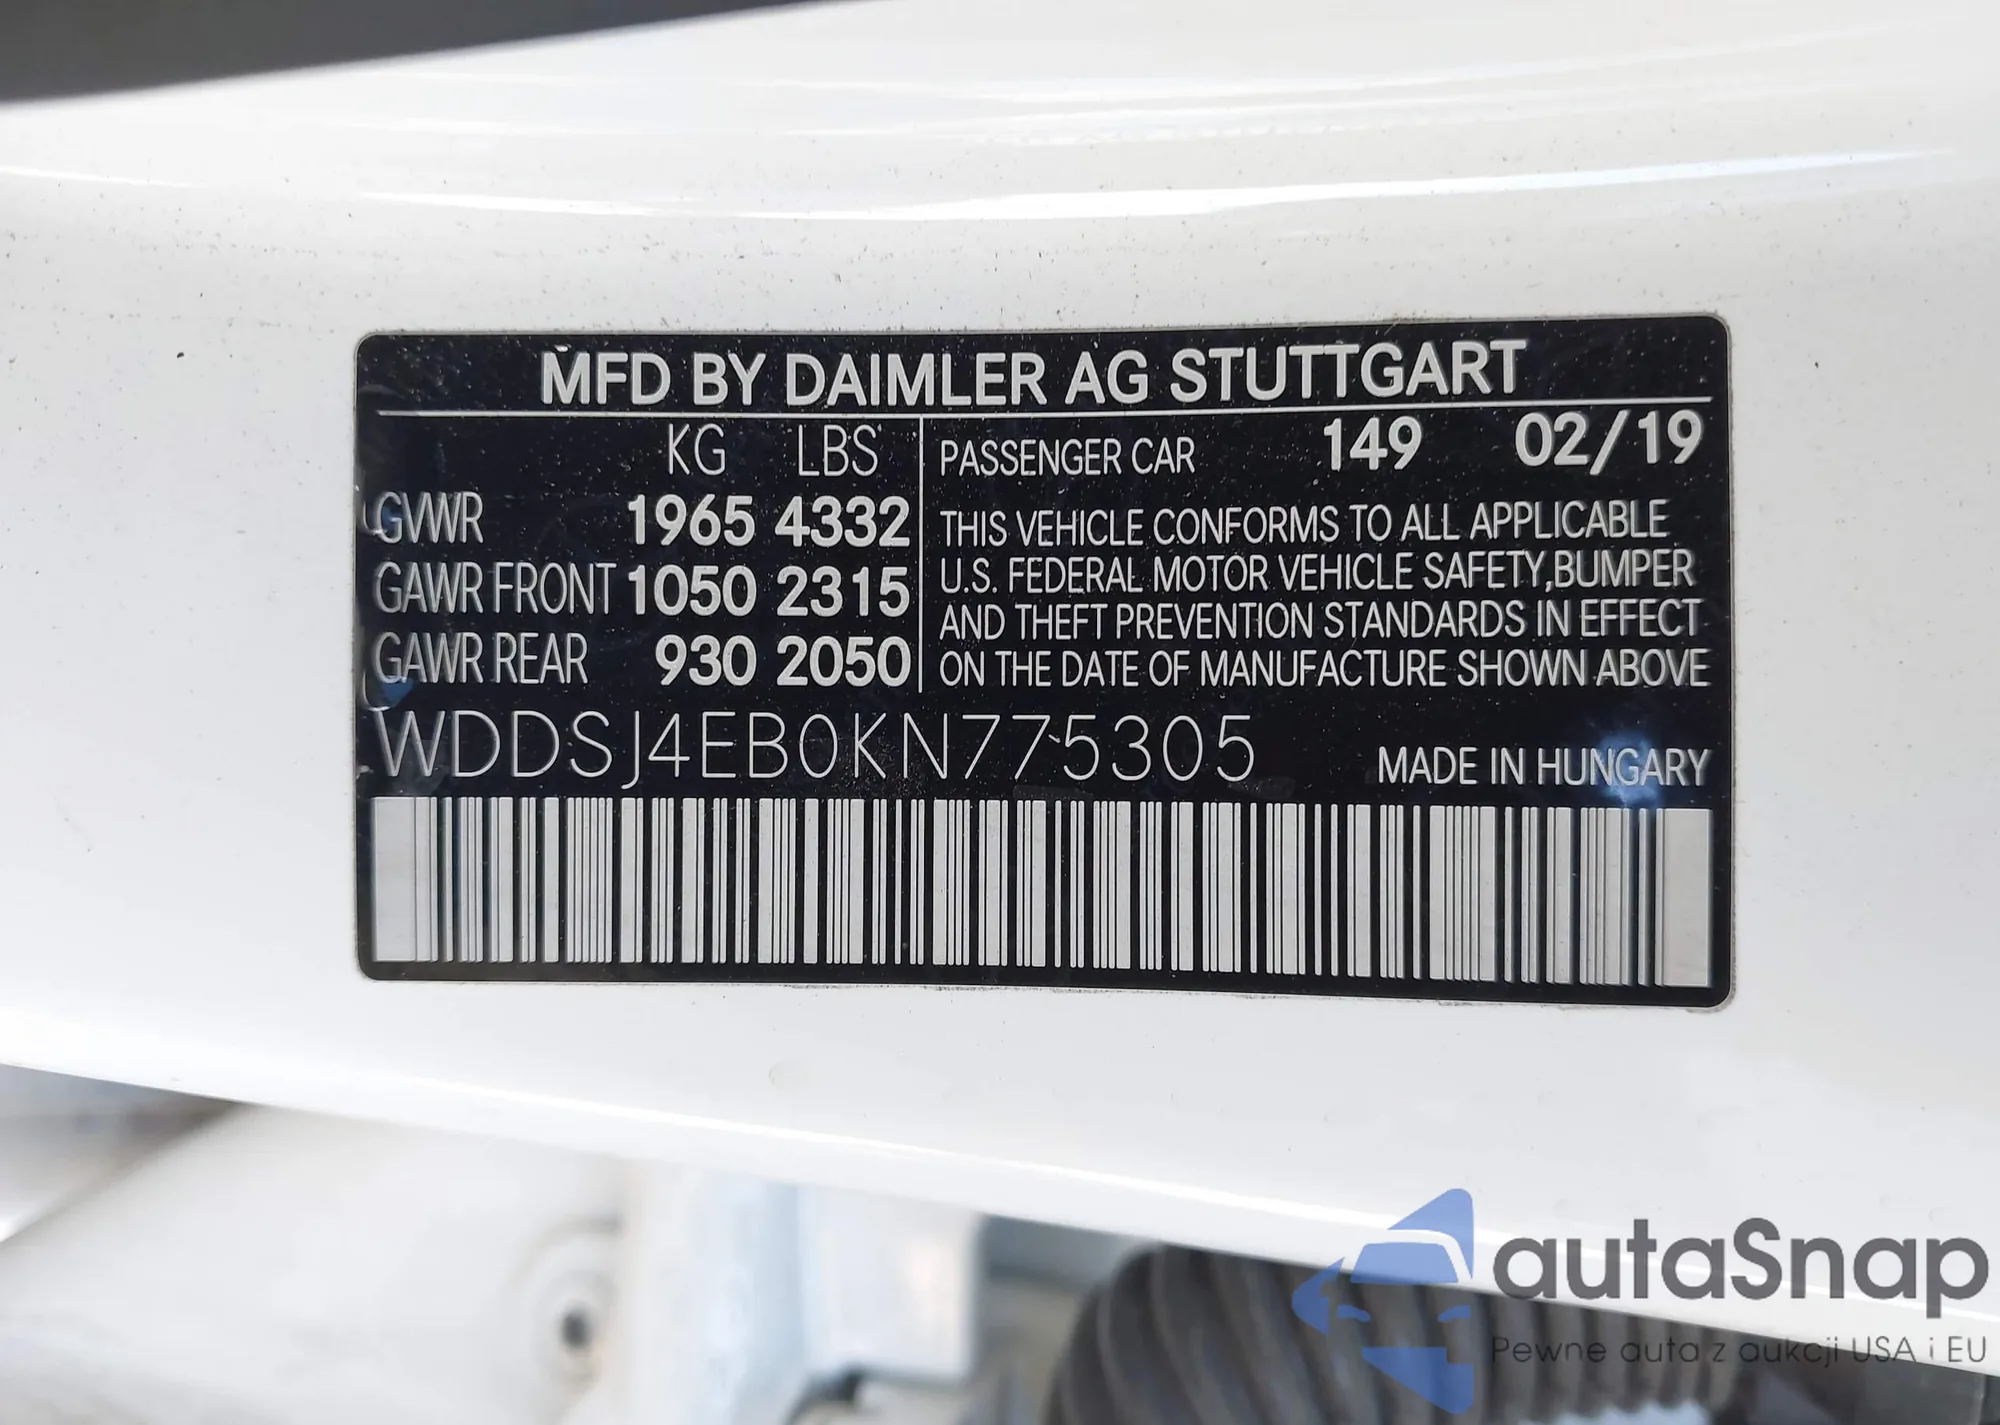 MFD BY DAIMLER AG STUTTGART
KG LBS
GVWR 1965 4332
GAWR FRONT 1050 2315
GAWR REAR 930 2050
PASSENGER CAR 149 02/19
THIS VEHICLE CONFORMS TO ALL APPLICABLE
U.S. FEDERAL MOTOR VEHICLE SAFETY,BUMPER
AND THEFT PREVENTION STANDARDS IN EFFECT
ON THE DATE OF MANUFACTURE SHOWN ABOVE
WDDSJ4EB0KN775305
MADE IN HUNGARY
autaSnap
Pewne auta z aukcji USA i EU